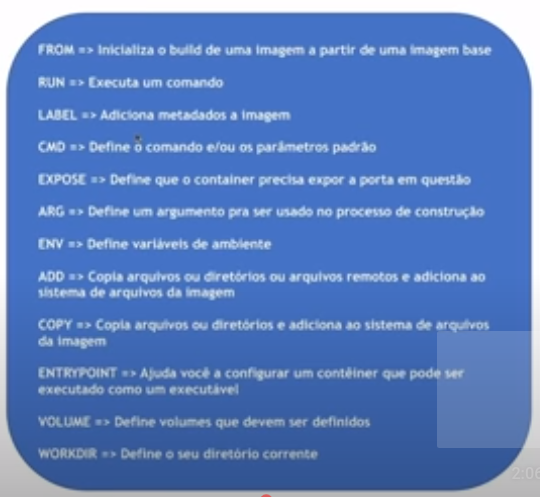 FROM => Inicializa o build de uma imagem a partir de uma imagem base
RUN => Executa um comando
LABEL => Adiciona metadados a imagem
CMD => Define o comando e/ou os parâmetros padrão
EXPOSE => Define que o container precisa expor a porta em questão
ARG => Define um argumento pra ser usado no processo de construção
ENV => Define variáveis de ambiente
ADD => Copia arquivos ou diretórios ou arquivos remotos e adiciona ao
sistema de arquivos da imagem
COPY => Copia arquivos ou diretórios e adiciona ao sistema de arquivos
da imagem
ENTRYPOINT => Ajuda você a configurar um contêiner que pode ser
executado como um executável
VOLUME => Define volumes que devem ser definidos
WORKDIR => Define o seu diretório corrente